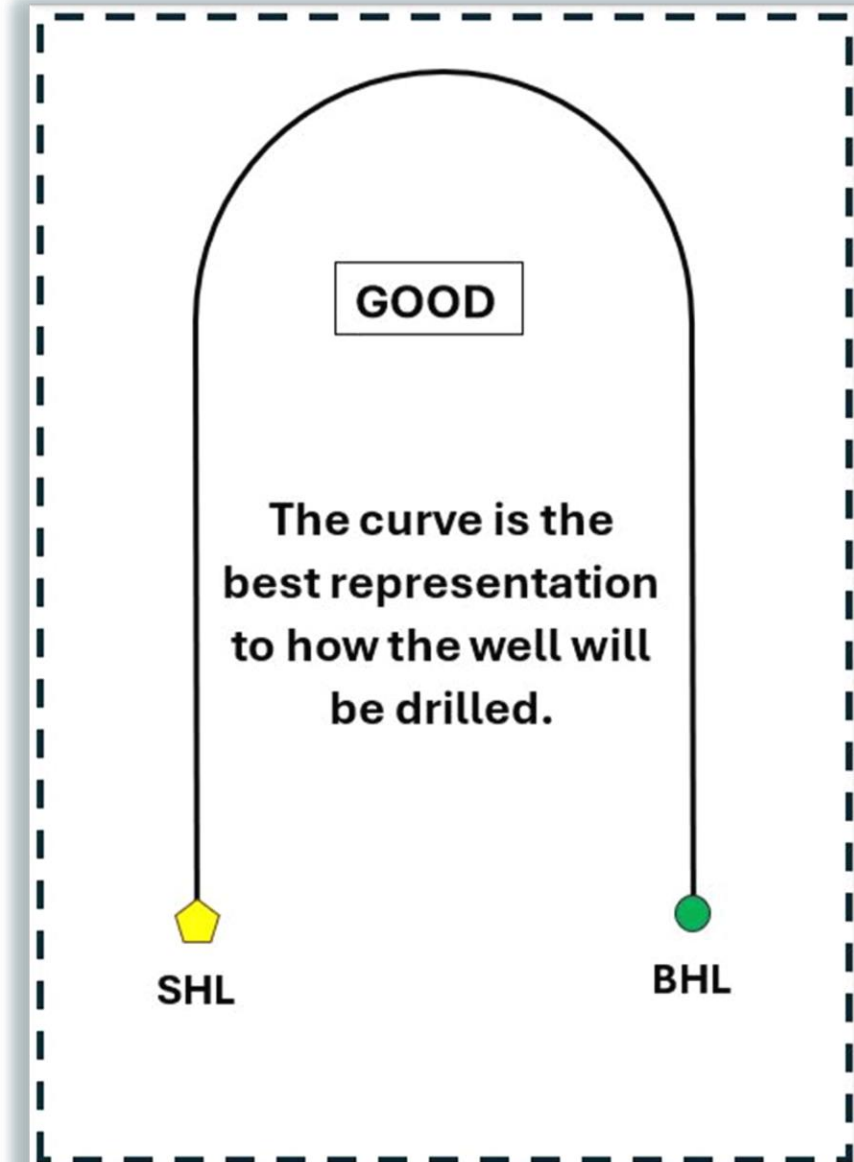 GOOD
The curve is the
best representation
to how the well will
be drilled.
SHL
BHL